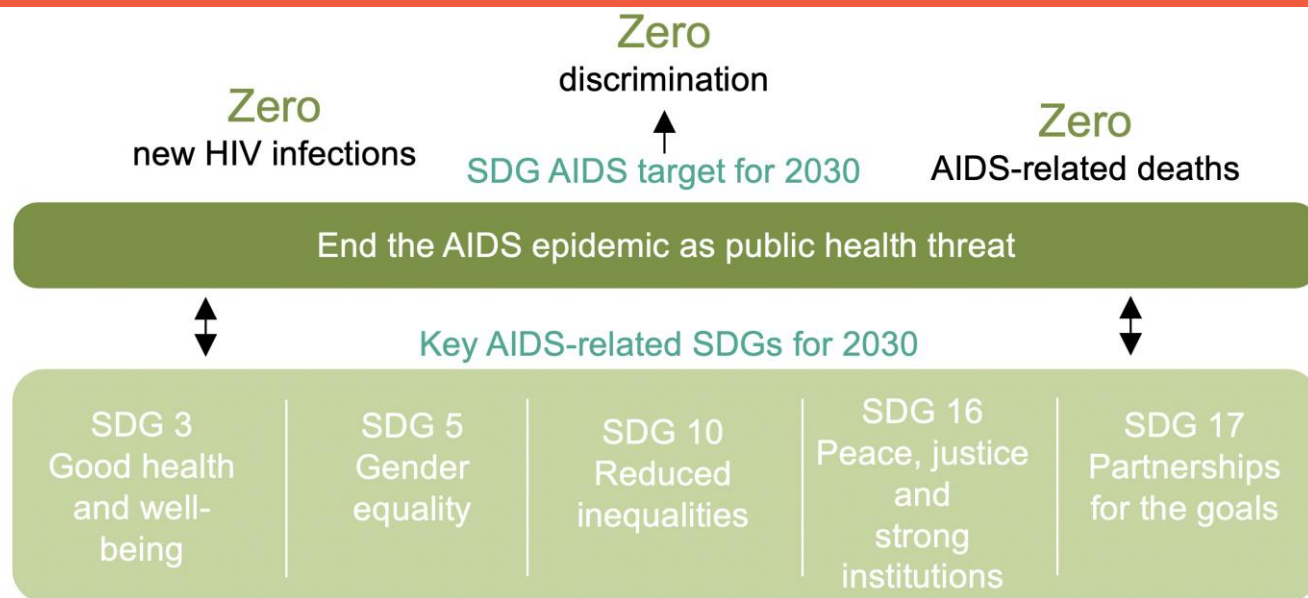 Zero
discrimination
Zero
new HIV infections
Zero
AIDS-related deaths
SDG AIDS target for 2030
End the AIDS epidemic as public health threat
Key AIDS-related SDGs for 2030
SDG 3
Good health
and well-
being
SDG 5
Gender
equality
SDG 10
Reduced
inequalities
SDG 16
Peace, justice
and
strong
institutions
SDG 17
Partnerships
for the goals